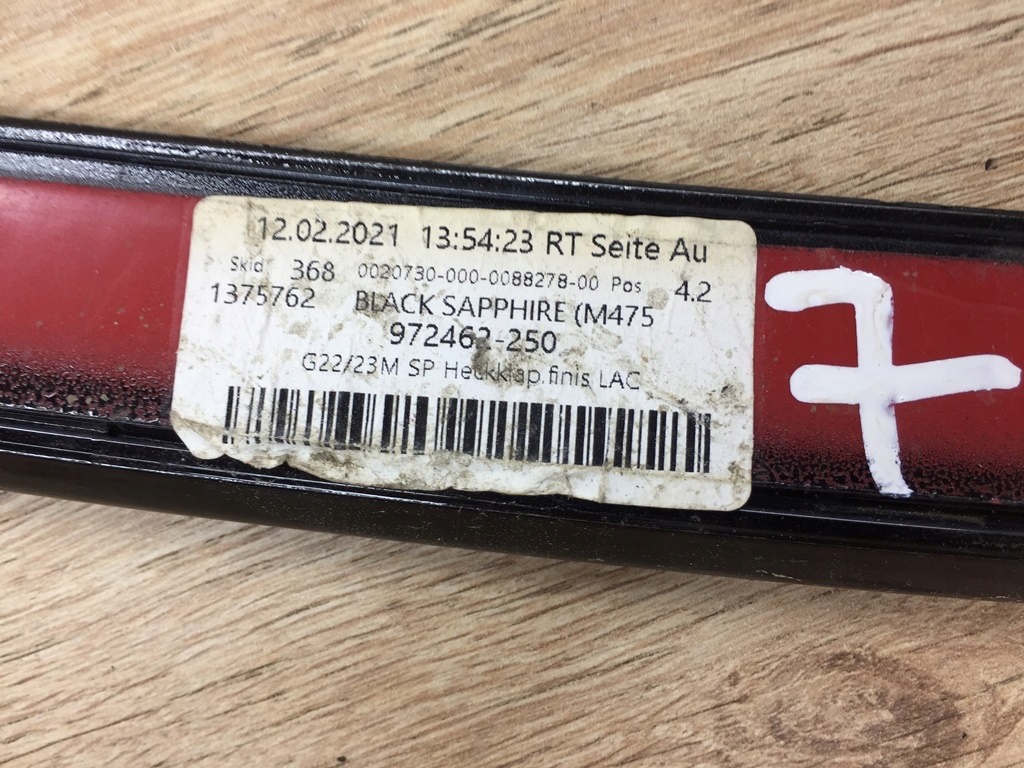 12.02.2021 13:54:23 RT Seite Au
Skid 368 0020730-000-0088278-00 Pos 4.2
1375762 BLACK SAPPHIRE (M475
972462-250
G22/23M SP Heckklap.finis LAC
7